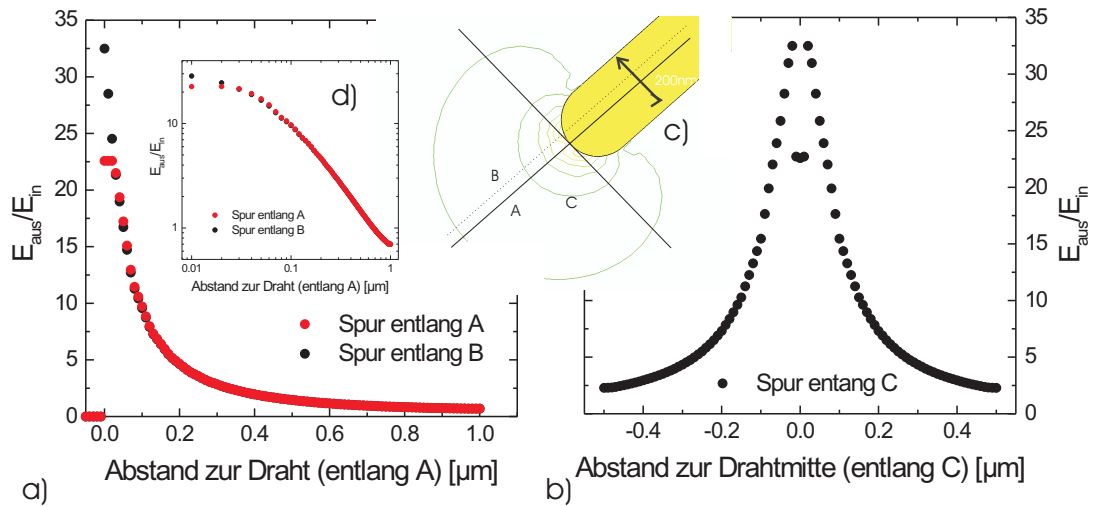 35
30
25
20
15
10
5
0
E_aus/E_in
0.0 0.2 0.4 0.6 0.8 1.0
Abstand zur Draht (entlang A) [µm]
a)
Spur entlang A
Spur entlang B
d)
10
1
E_aus/E_in
Spur entlang A
Spur entlang B
0.01 0.1 1
Abstand zur Draht (entlang A) [µm]
200nm
c)
B
A
C
35
30
25
20
15
10
5
0
E_aus/E_in
Spur entang C
-0.4 -0.2 0.0 0.2 0.4
Abstand zur Drahtmitte (entlang C) [µm]
b)